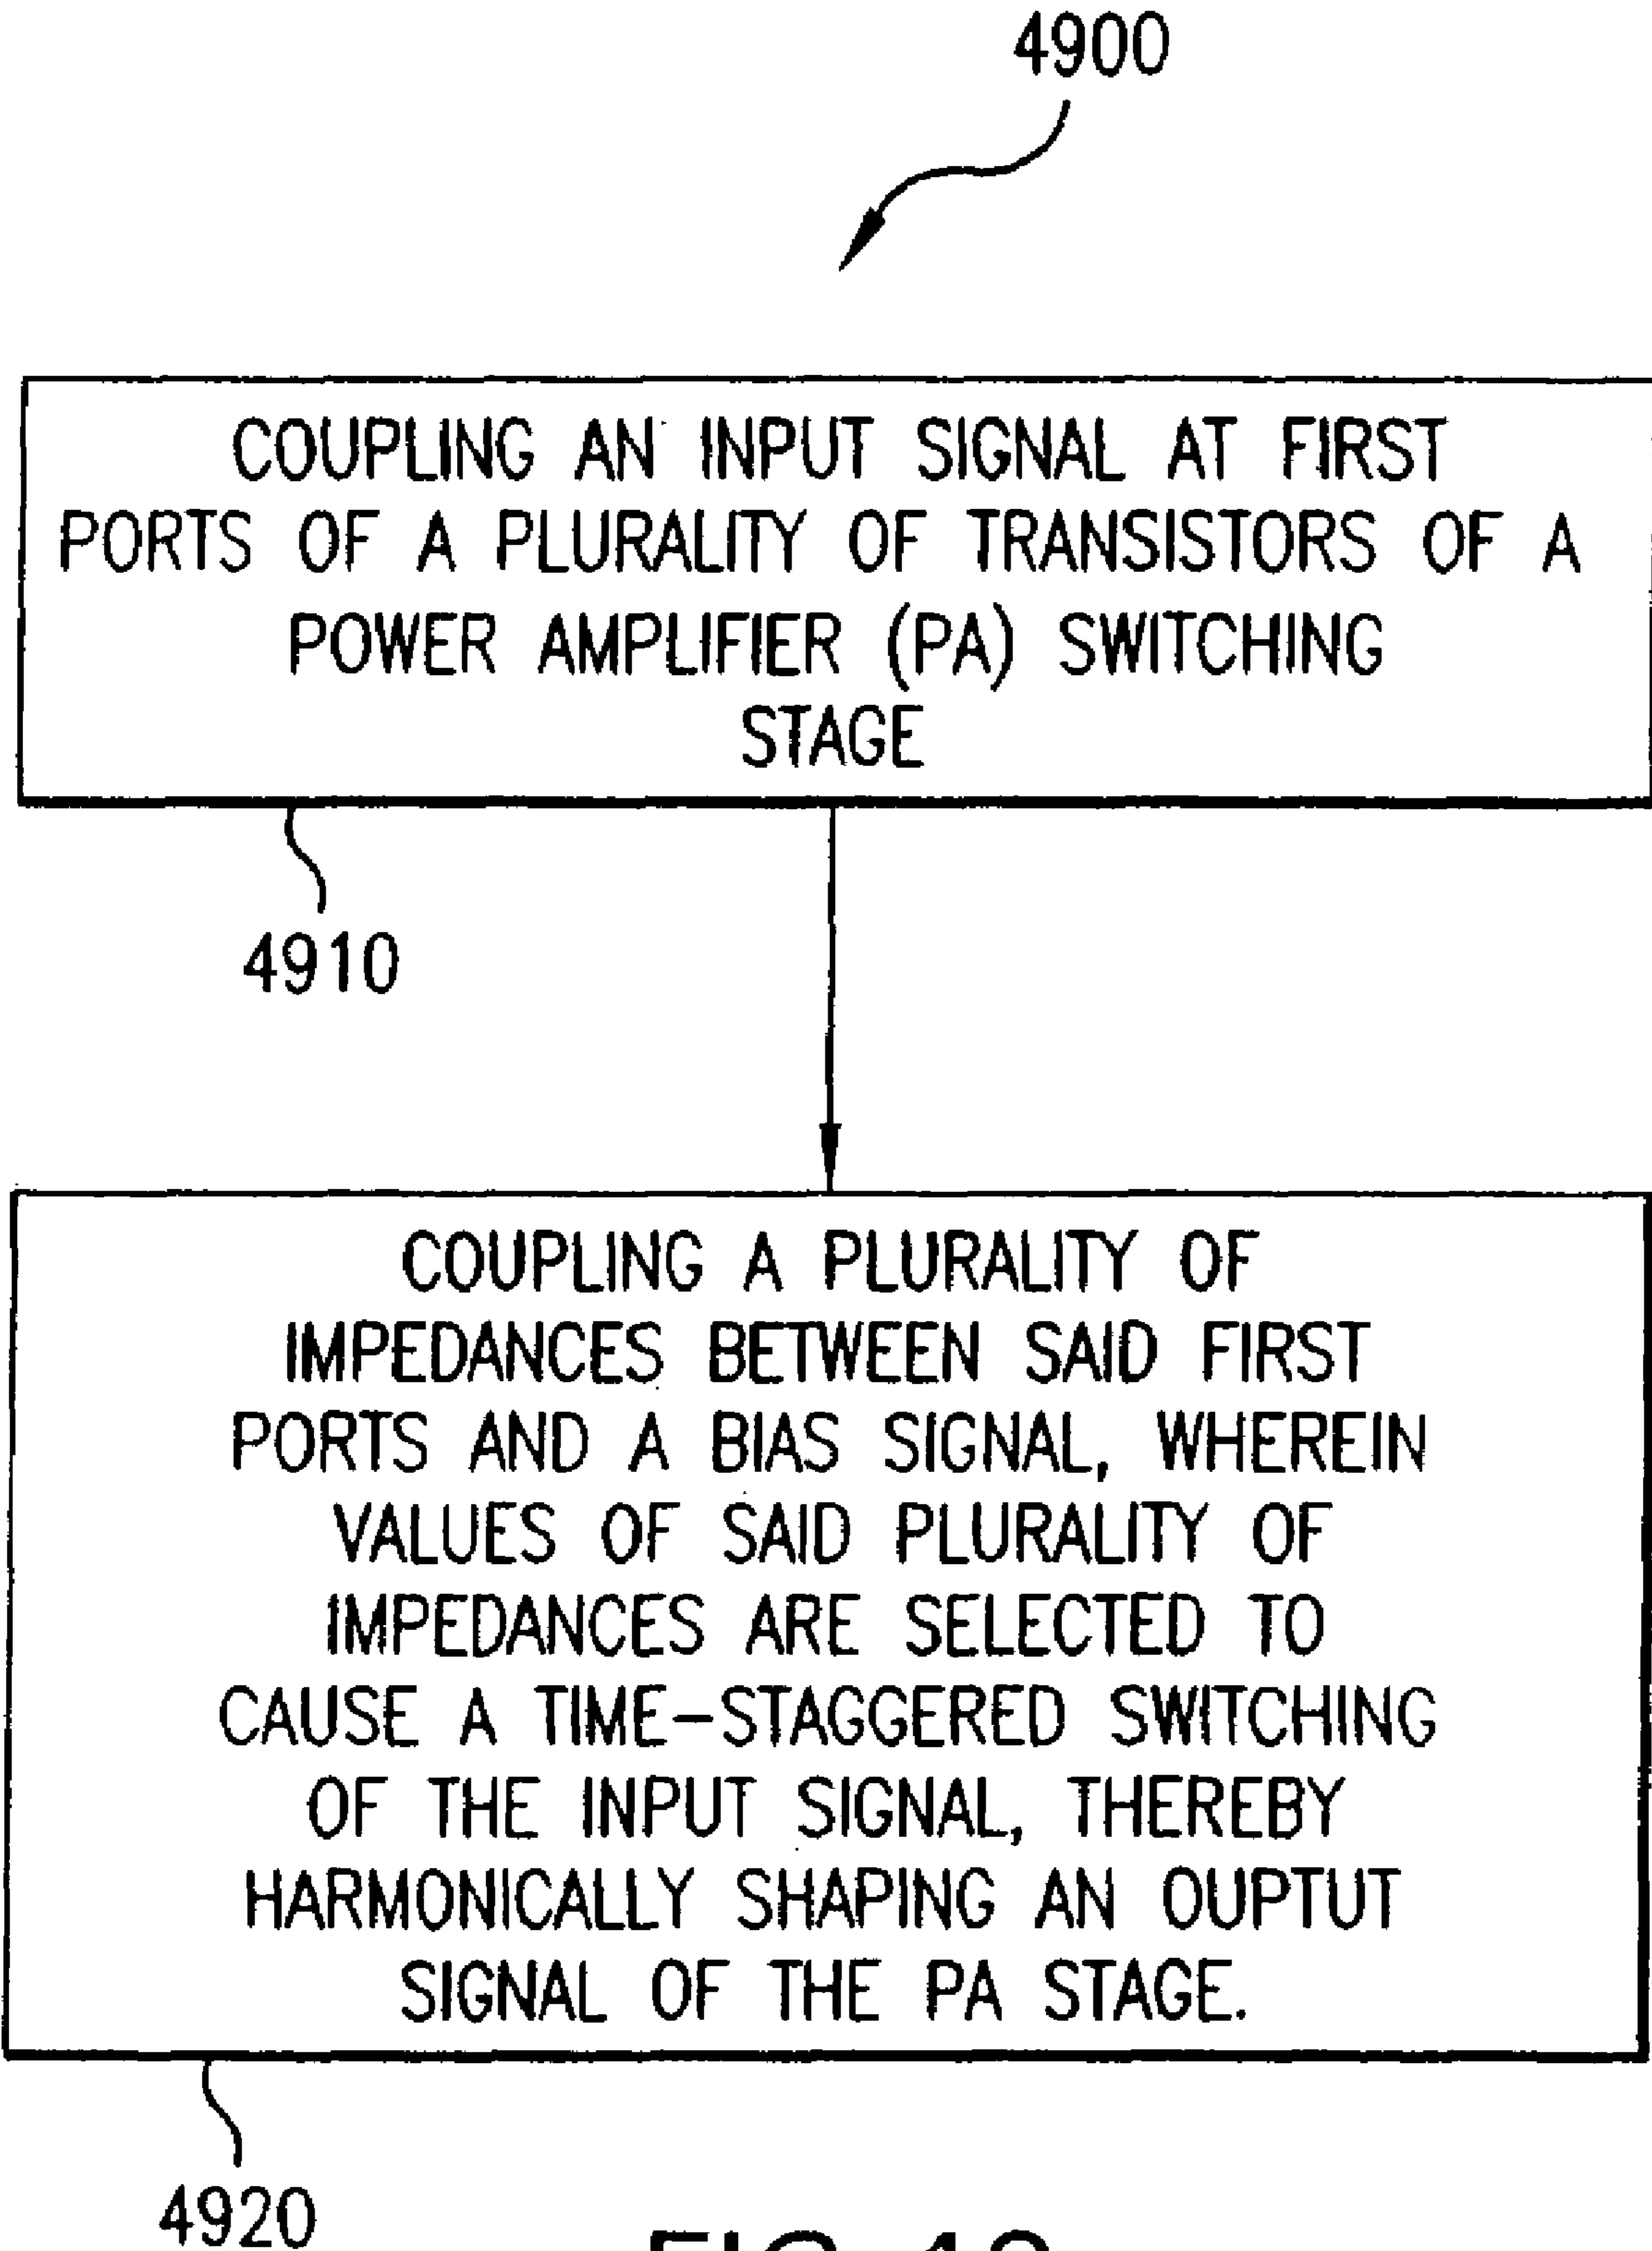 4900
COUPLING AN INPUT SIGNAL AT FIRST
PORTS OF A PLURALITY OF TRANSISTORS OF A
POWER AMPLIFIER (PA) SWITCHING
STAGE
4910
COUPLING A PLURALITY OF
IMPEDANCES BETWEEN SAID FIRST
PORTS AND A BIAS SIGNAL, WHEREIN
VALUES OF SAID PLURALITY OF
IMPEDANCES ARE SELECTED TO
CAUSE A TIME-STAGGERED SWITCHING
OF THE INPUT SIGNAL, THEREBY
HARMONICALLY SHAPING AN OUPTUT
SIGNAL OF THE PA STAGE.
4920
FIG.